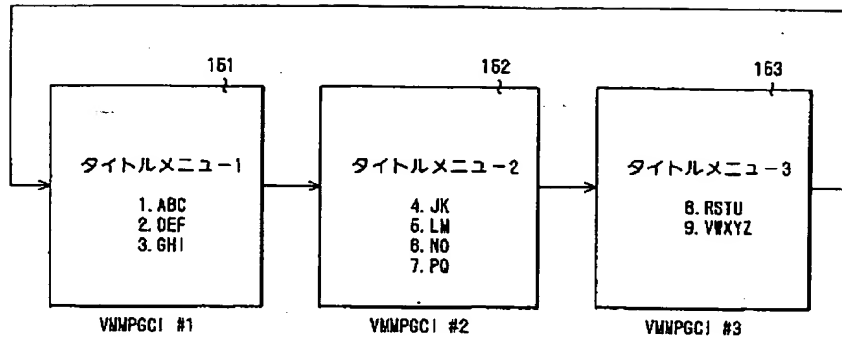 161
162
163
タイトルメニュー1
1. ABC
2. DEF
3. GHI
タイトルメニュー2
4. JK
5. LM
6. NO
7. PQ
タイトルメニュー3
8. RSTU
9. VWXYZ
VMMPGCI #1
VMMPGCI #2
VMMPGCI #3